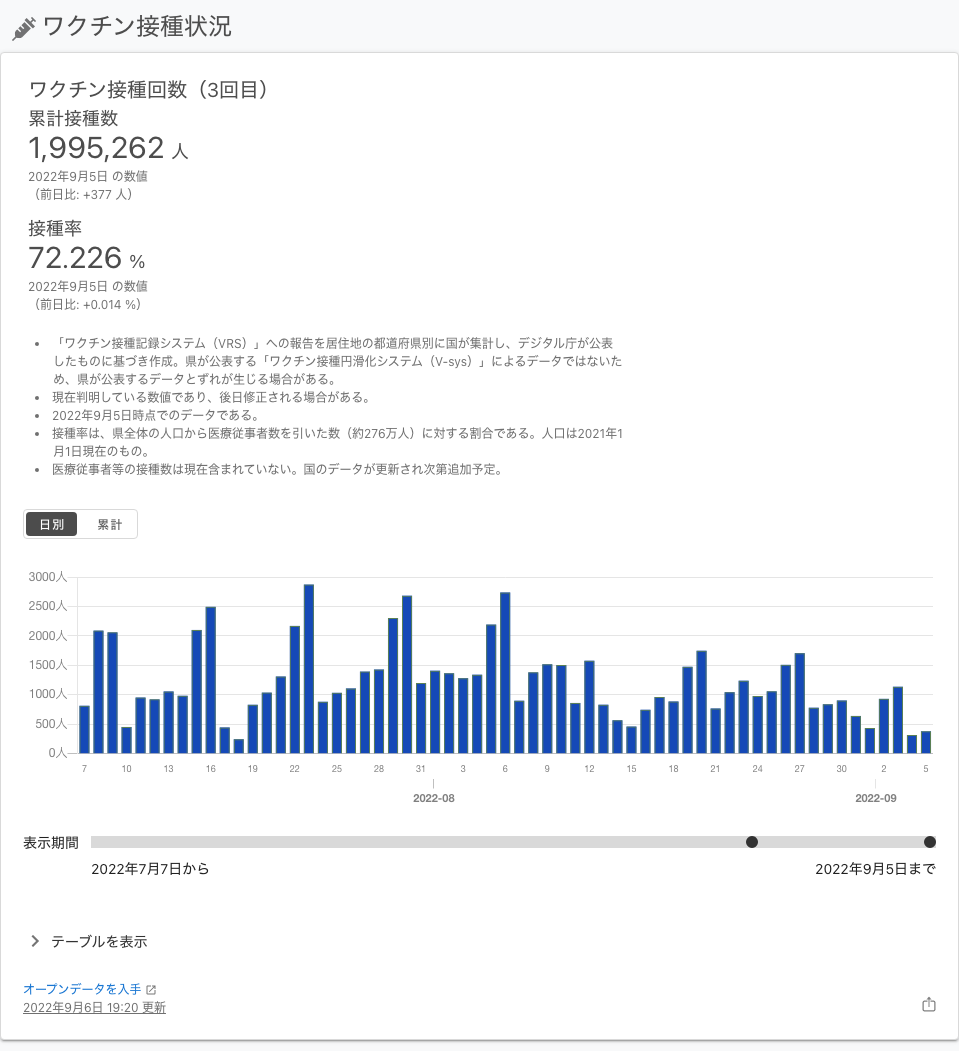 ワクチン接種状況
ワクチン接種回数（3回目）
累計接種数
1,995,262 人
2022年9月5日 の数値
（前日比: +377 人）
接種率
72.226 %
2022年9月5日 の数値
（前日比: +0.014 %）
• 「ワクチン接種記録システム（VRS）」への報告を居住地の都道府県別に国が集計し、デジタル庁が公表
したものに基づき作成。県が公表する「ワクチン接種円滑化システム（V-sys）」によるデータではないた
め、県が公表するデータとずれが生じる場合がある。
• 現在判明している数値であり、後日修正される場合がある。
• 2022年9月5日時点でのデータである。
• 接種率は、県全体の人口から医療従事者数を引いた数（約276万人）に対する割合である。人口は2021年1
月1日現在のもの。
• 医療従事者等の接種数は現在含まれていない。国のデータが更新され次第追加予定。
日別 累計
3000人
2500人
2000人
1500人
1000人
500人
0人
7 10 13 16 19 22 25 28 31 3 6 9 12 15 18 21 24 27 30 2 5
2022-08 2022-09
表示期間
2022年7月7日から 2022年9月5日まで
テーブルを表示
オープンデータを入手
2022年9月6日 19:20 更新